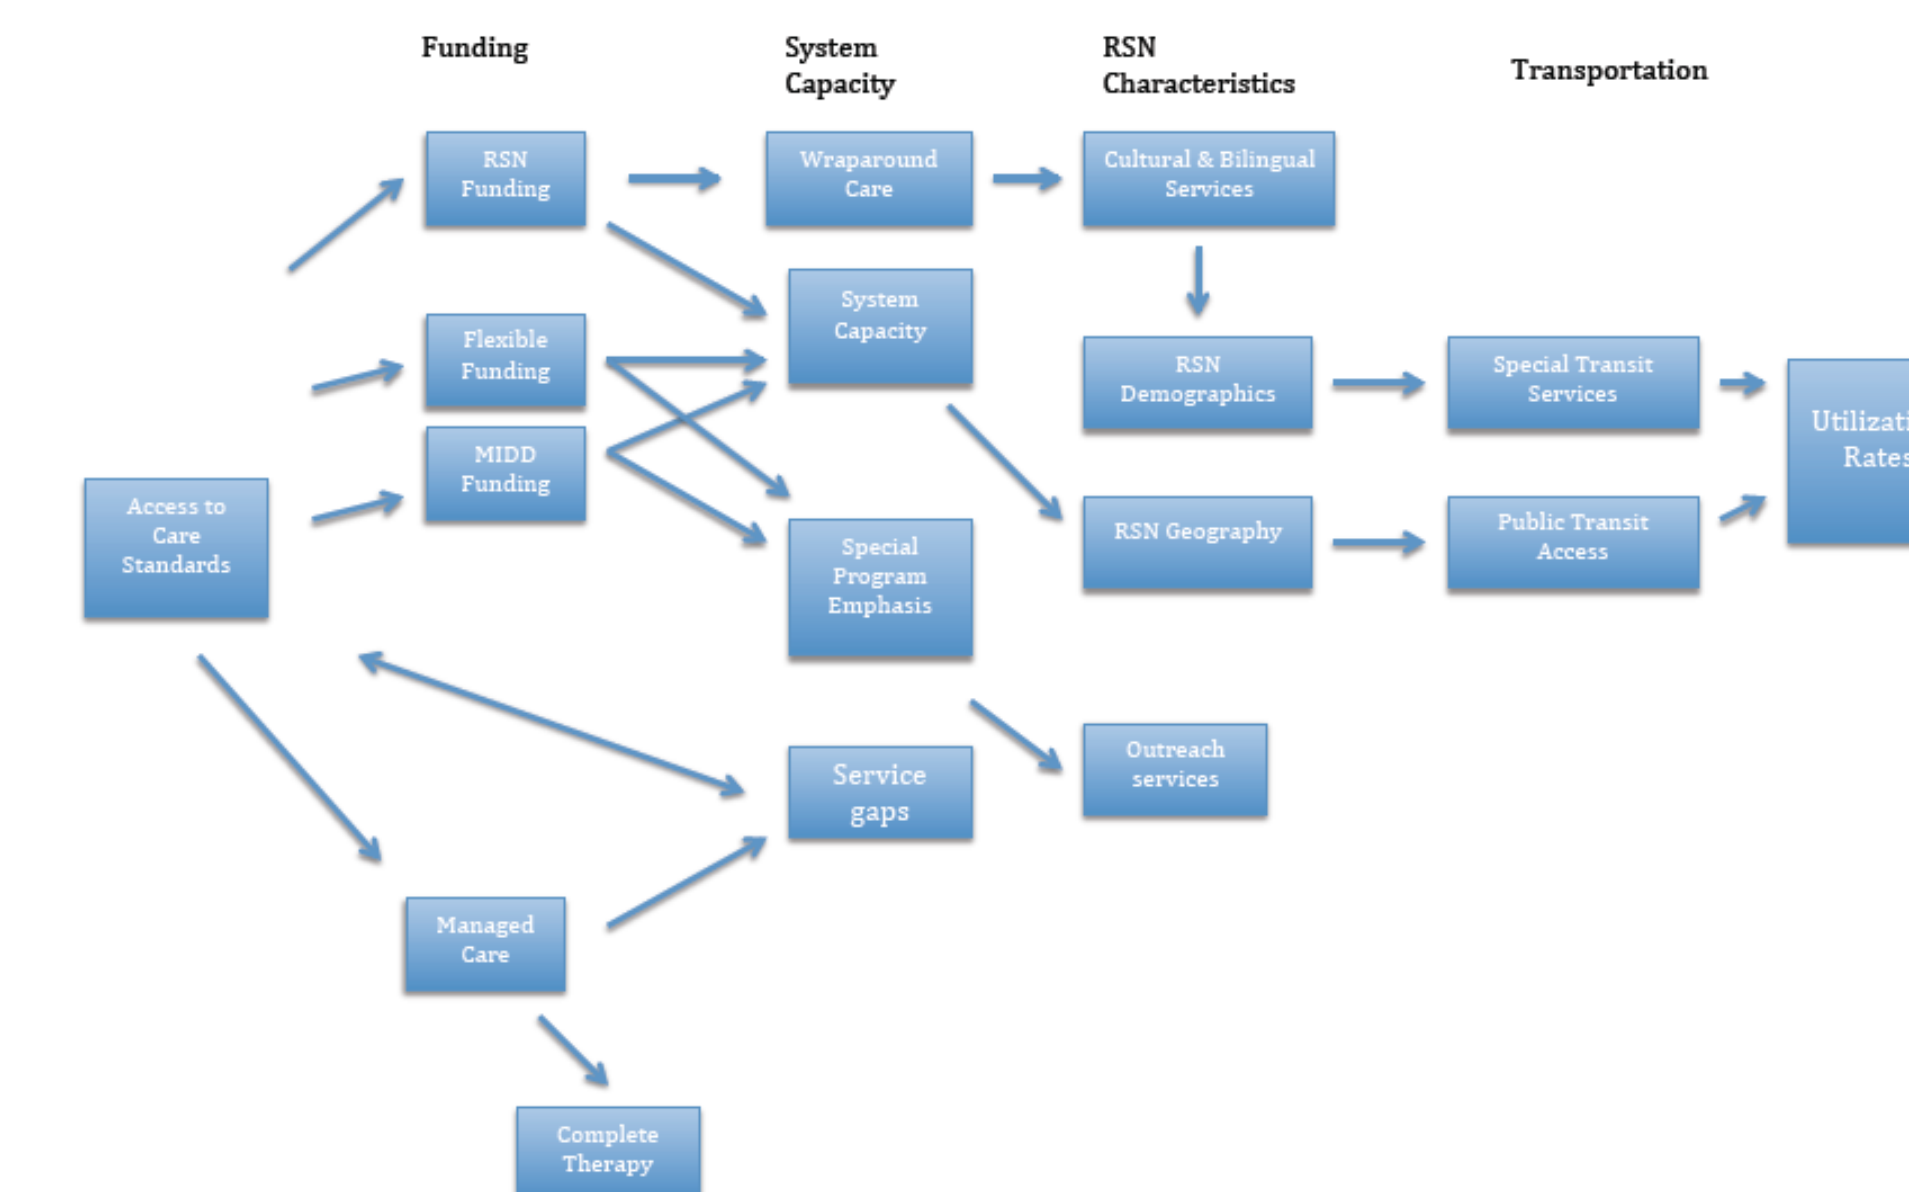 Funding
System
Capacity
RSN
Characteristics
Transportation
RSN
Funding
Wraparound
Care
Cultural & Bilingual
Services
System
Capacity
Flexible
Funding
RSN
Demographics
Special Transit
Services
Utilizati
Rates
MIDD
Funding
Access to
Care
Standards
Special
Program
Emphasis
RSN Geography
Public Transit
Access
Service
gaps
Outreach
services
Managed
Care
Complete
Therapy